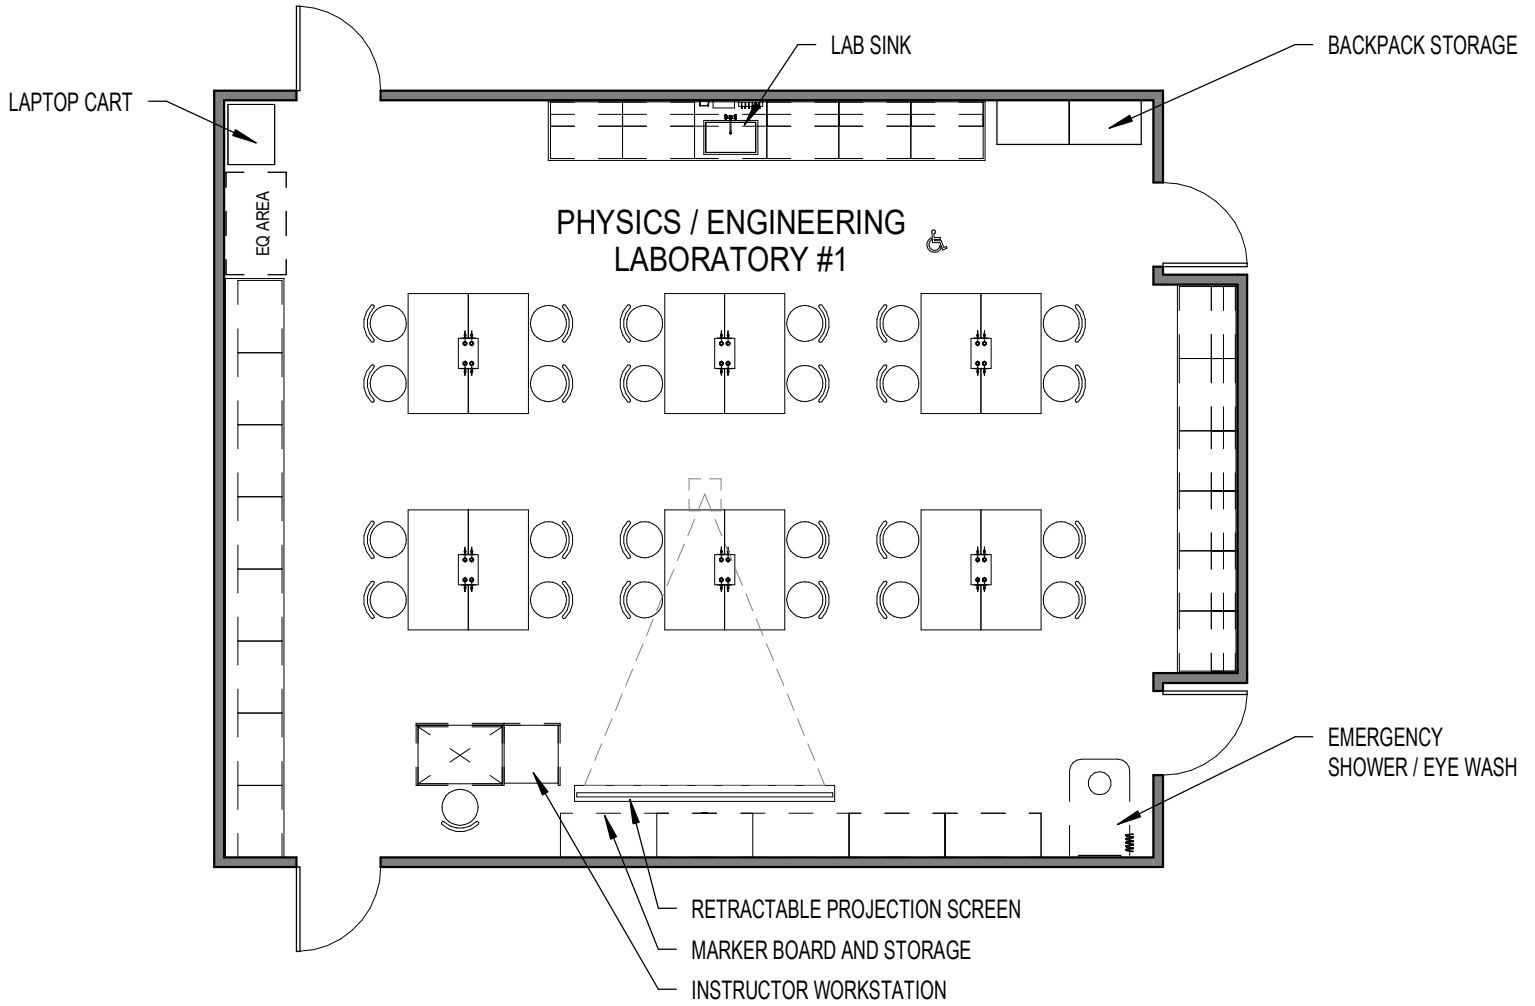 LAB SINK
BACKPACK STORAGE
LAPTOP CART
EQ AREA
PHYSICS / ENGINEERING
LABORATORY #1
EMERGENCY
SHOWER / EYE WASH
RETRACTABLE PROJECTION SCREEN
MARKER BOARD AND STORAGE
INSTRUCTOR WORKSTATION